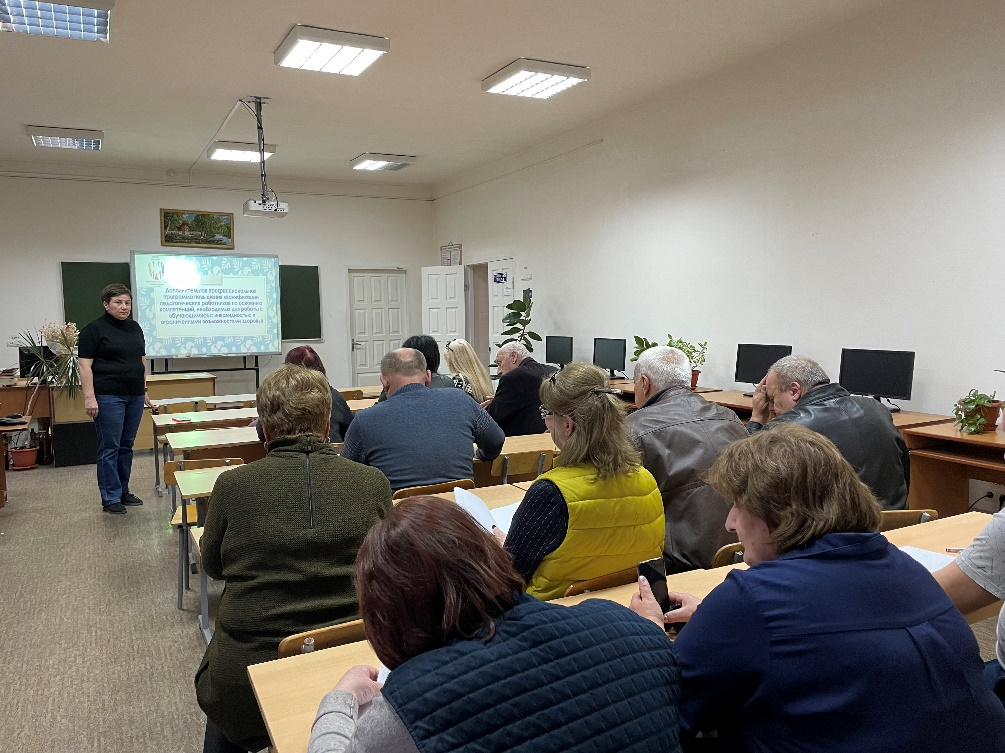 Дополнительная профессиональная
программа повышения квалификации
педагогических работников по освоению
компетенций, необходимых для работы с
обучающимися с инвалидностью и
ограниченными возможностями здоровья